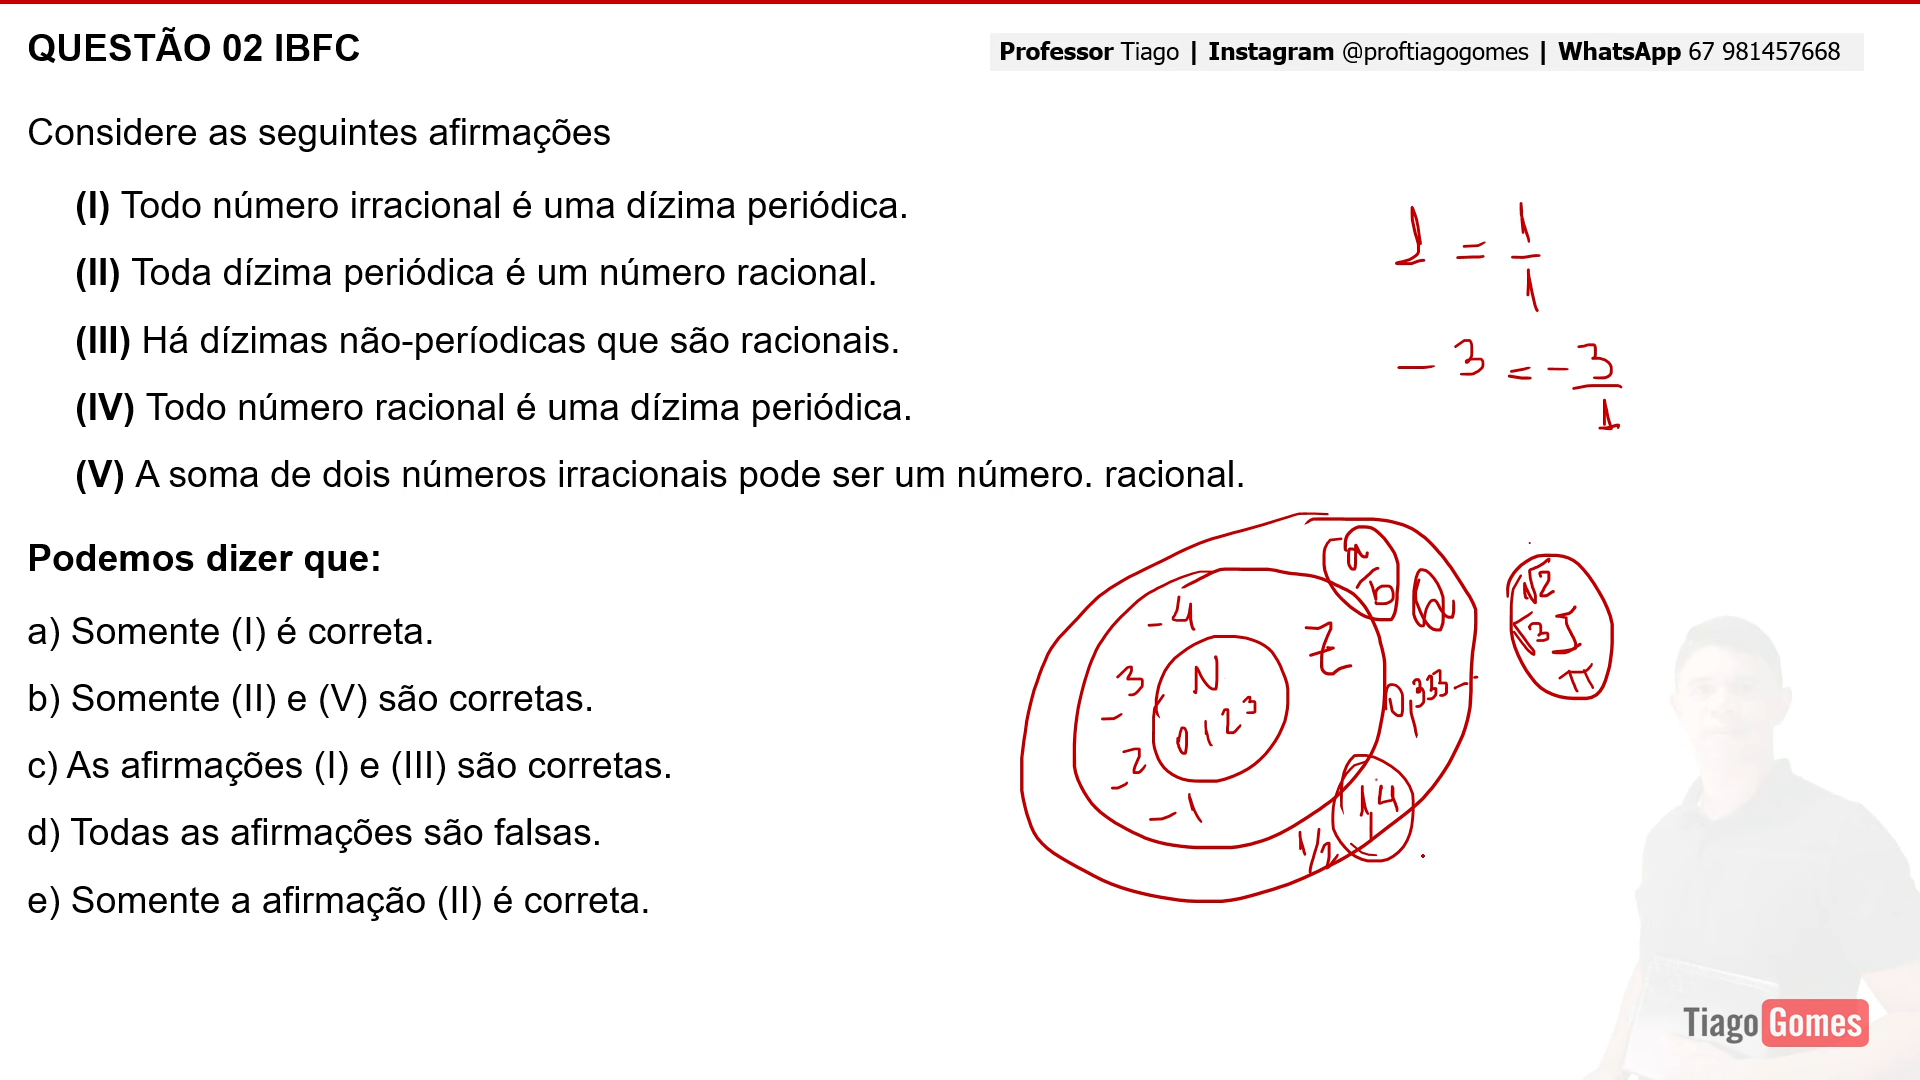 QUESTÃO 02 IBFC
Professor Tiago | Instagram @proftiagogomes | WhatsApp 67 981457668
Considere as seguintes afirmações
(I) Todo número irracional é uma dízima periódica.
(II) Toda dízima periódica é um número racional.
(III) Há dízimas não-períodicas que são racionais.
(IV) Todo número racional é uma dízima periódica.
(V) A soma de dois números irracionais pode ser um número. racional.
Podemos dizer que:
a) Somente (I) é correta.
b) Somente (II) e (V) são corretas.
c) As afirmações (I) e (III) são corretas.
d) Todas as afirmações são falsas.
e) Somente a afirmação (II) é correta.
1 = 1/1
-3 = -3/1
a/b Q
-4 Z
-3 N
0 1 2 3
-2
-1
0,333--
1/2 1,4
√2
√3 I
π
Tiago Gomes